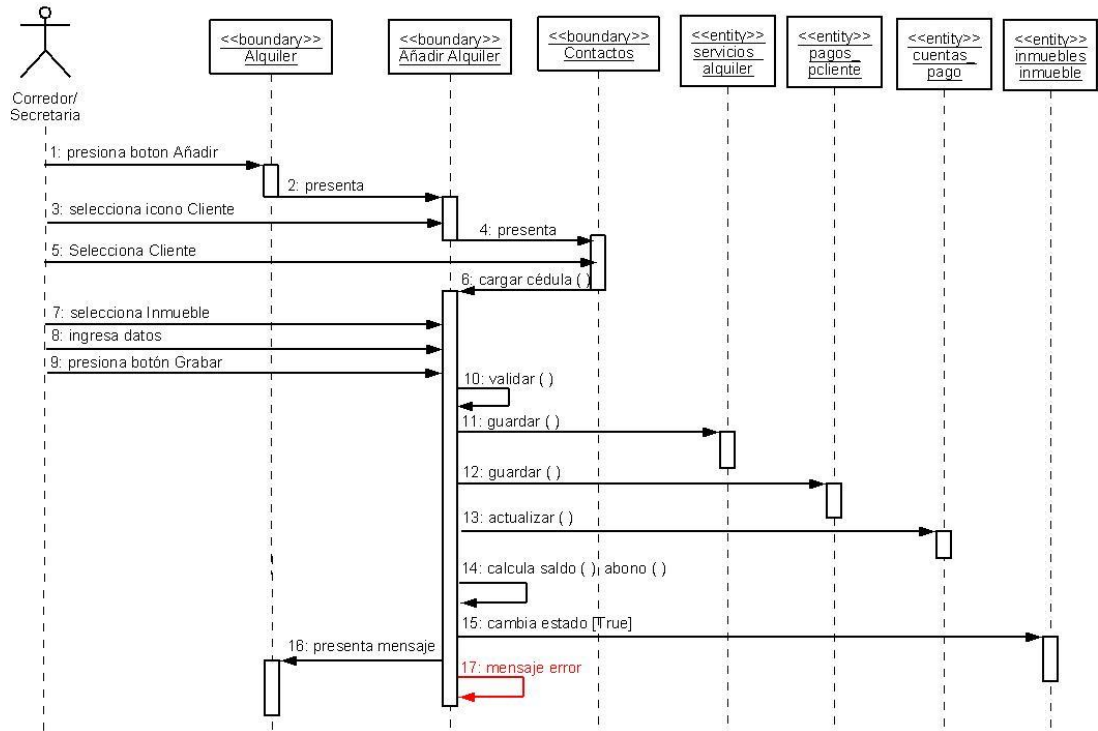 <<boundary>>
Alquiler
<<boundary>>
Añadir Alquiler
<<boundary>>
Contactos
<<entity>>
servicios_
alquiler
<<entity>>
pagos_
pcliente
<<entity>>
cuentas_
pago
<<entity>>
inmuebles
inmueble
Corredor/
Secretaria
1: presiona boton Añadir
2: presenta
3: selecciona icono Cliente
4: presenta
5: Selecciona Cliente
6: cargar cédula ( )
7: selecciona Inmueble
8: ingresa datos
9: presiona botón Grabar
10: validar ( )
11: guardar ( )
12: guardar ( )
13: actualizar ( )
14: calcula saldo ( ) abono ( )
15: cambia estado [True]
16: presenta mensaje
17: mensaje error